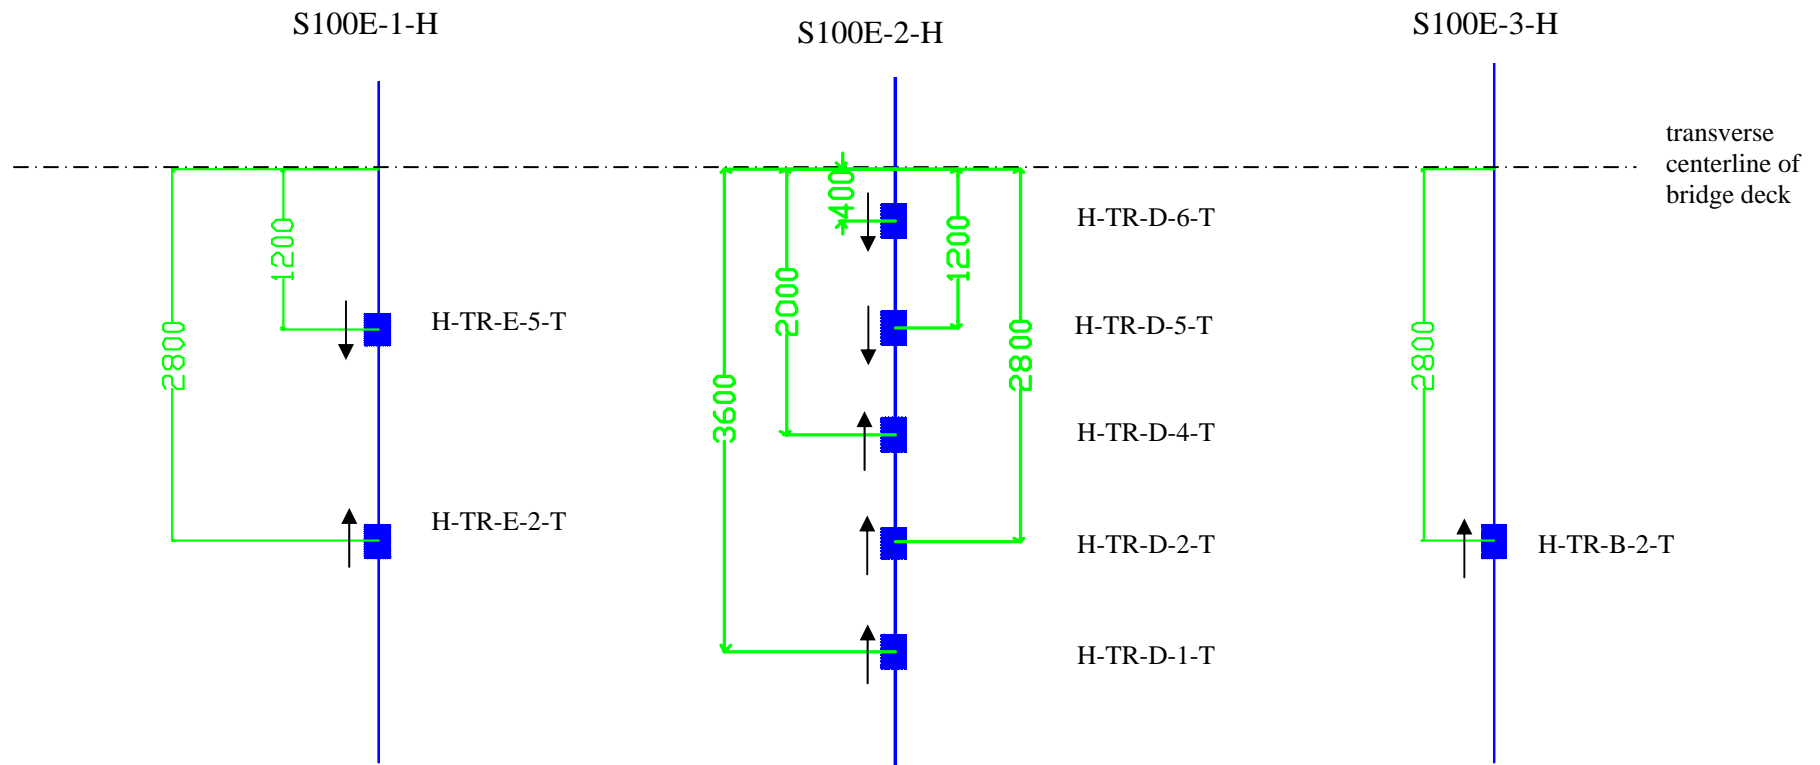 S100E-1-H
S100E-2-H
S100E-3-H
transverse
centerline of
bridge deck
400
H-TR-D-6-T
1200
1200
2000
H-TR-E-5-T
H-TR-D-5-T
2800
2800
2800
3600
H-TR-D-4-T
H-TR-E-2-T
H-TR-D-2-T
H-TR-B-2-T
H-TR-D-1-T